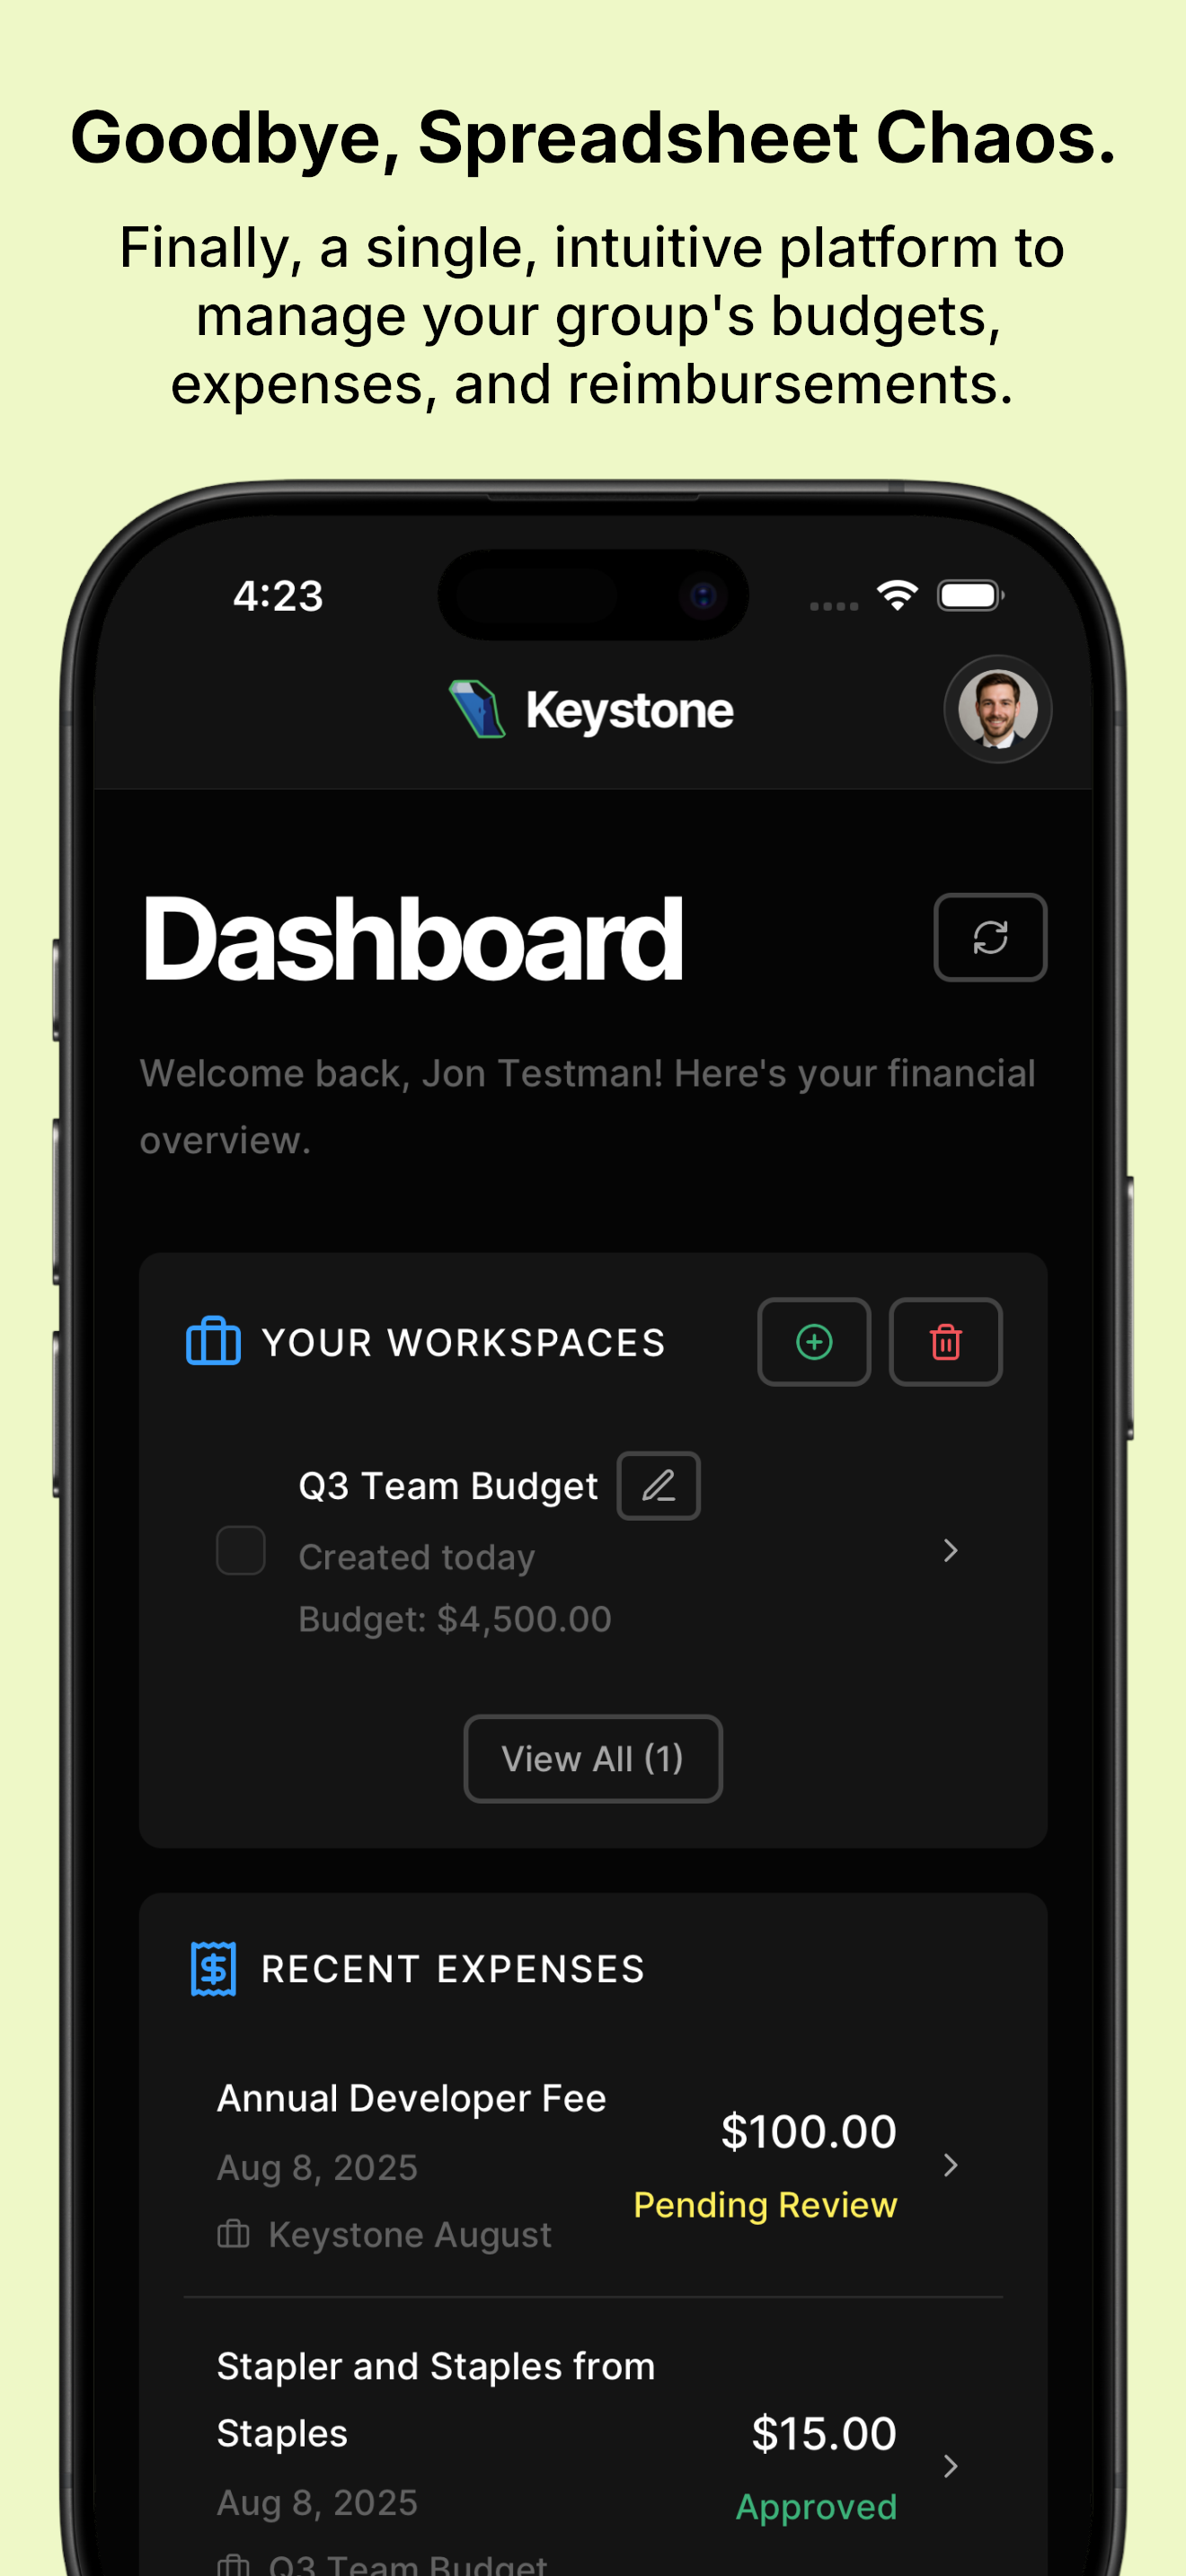 Goodbye, Spreadsheet Chaos.
Finally, a single, intuitive platform to
manage your group's budgets,
expenses, and reimbursements.
4:23
Keystone
Dashboard
Welcome back, Jon Testman! Here's your financial
overview.
YOUR WORKSPACES
Q3 Team Budget
Created today
Budget: $4,500.00
View All (1)
RECENT EXPENSES
Annual Developer Fee
$100.00
Aug 8, 2025
Pending Review
Keystone August
Stapler and Staples from
Staples
$15.00
Aug 8, 2025
Approved
Q3 Team Budget